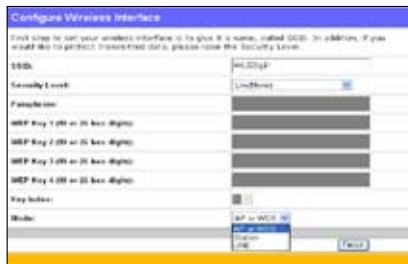 Configure Wireless Interface
First step to set your wireless interface is to give it a name, called SSID. In addition, if you
would like to protect transmitted data, please raise the Security Level.
SSID:
Security Level: Low(None)
Passphrase:
WEP Key 1 (10 or 26 hex digits):
WEP Key 2 (10 or 26 hex digits):
WEP Key 3 (10 or 26 hex digits):
WEP Key 4 (10 or 26 hex digits):
Key Index:
Mode: AP or WDS
AP or WDS
Station
Finish